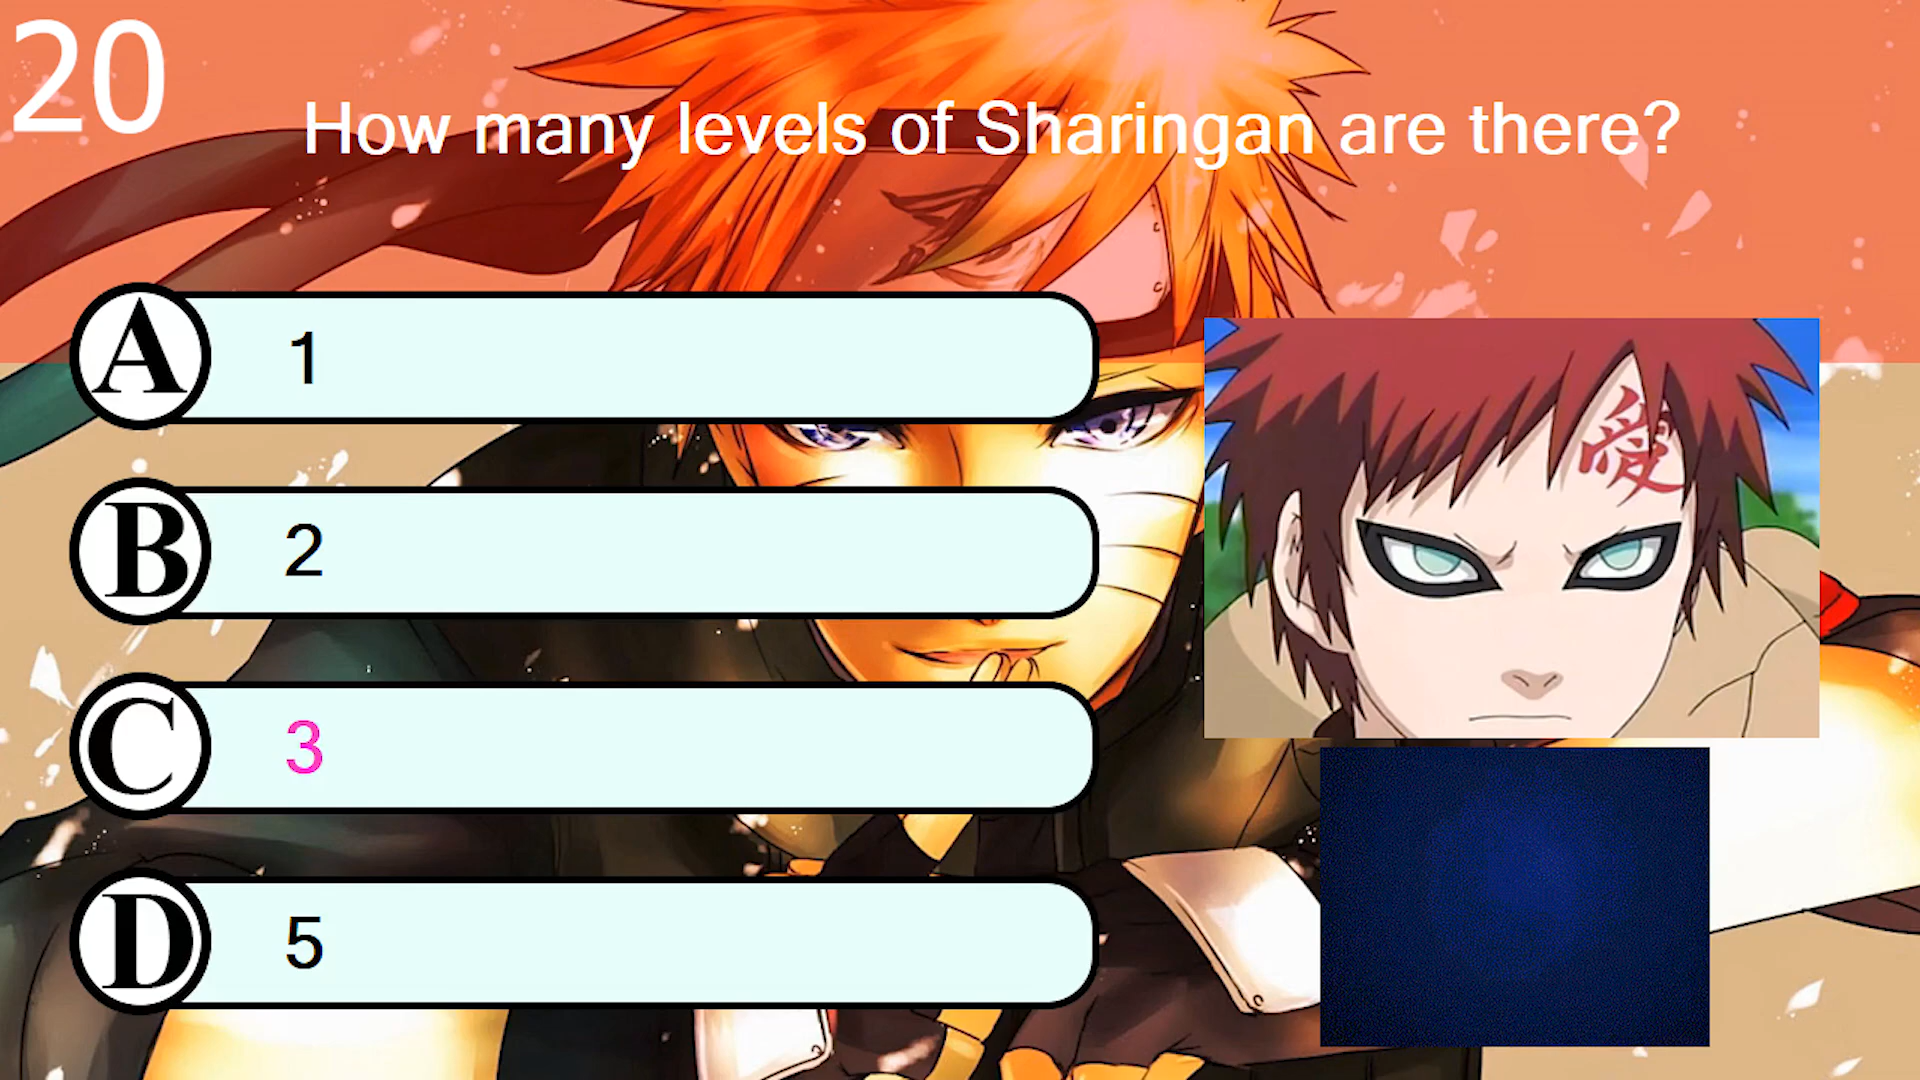 20
How many levels of Sharingan are there?
A 1
B 2
愛
C 3
D 5